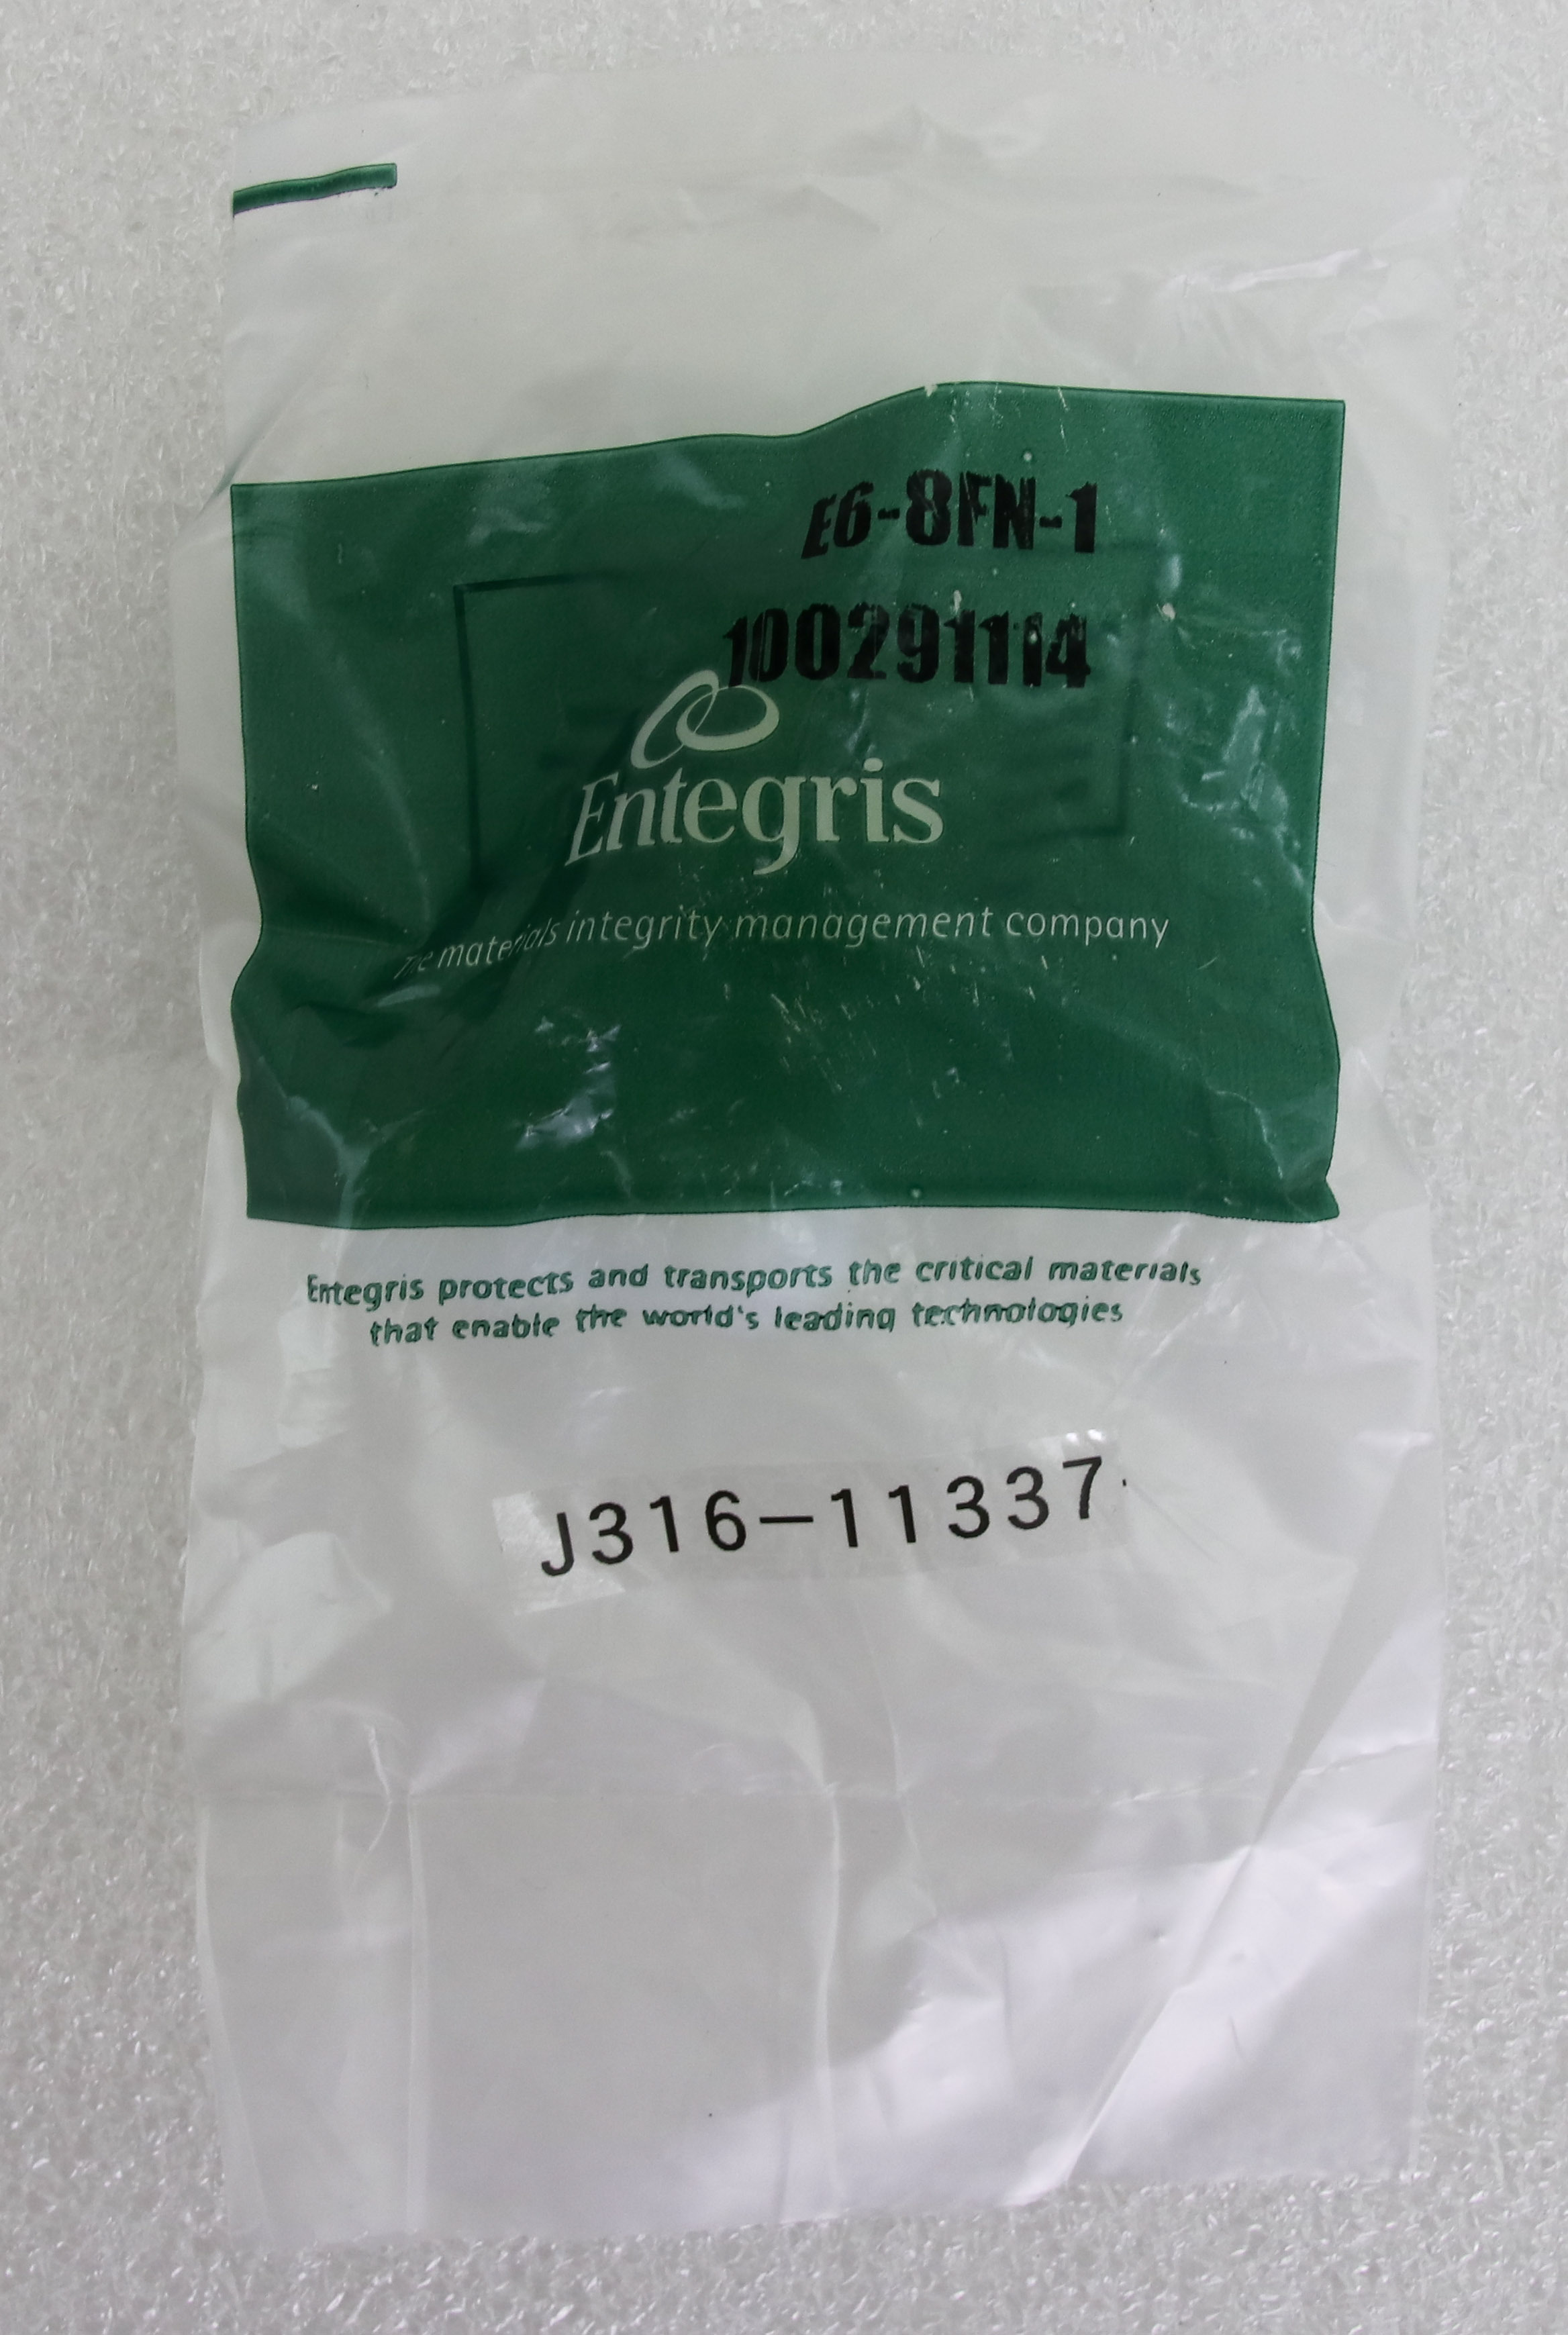 E6-8FN-1
100291114
Entegris
The materials integrity management company
Entegris protects and transports the critical materials
that enable the world's leading technologies
J316-11337